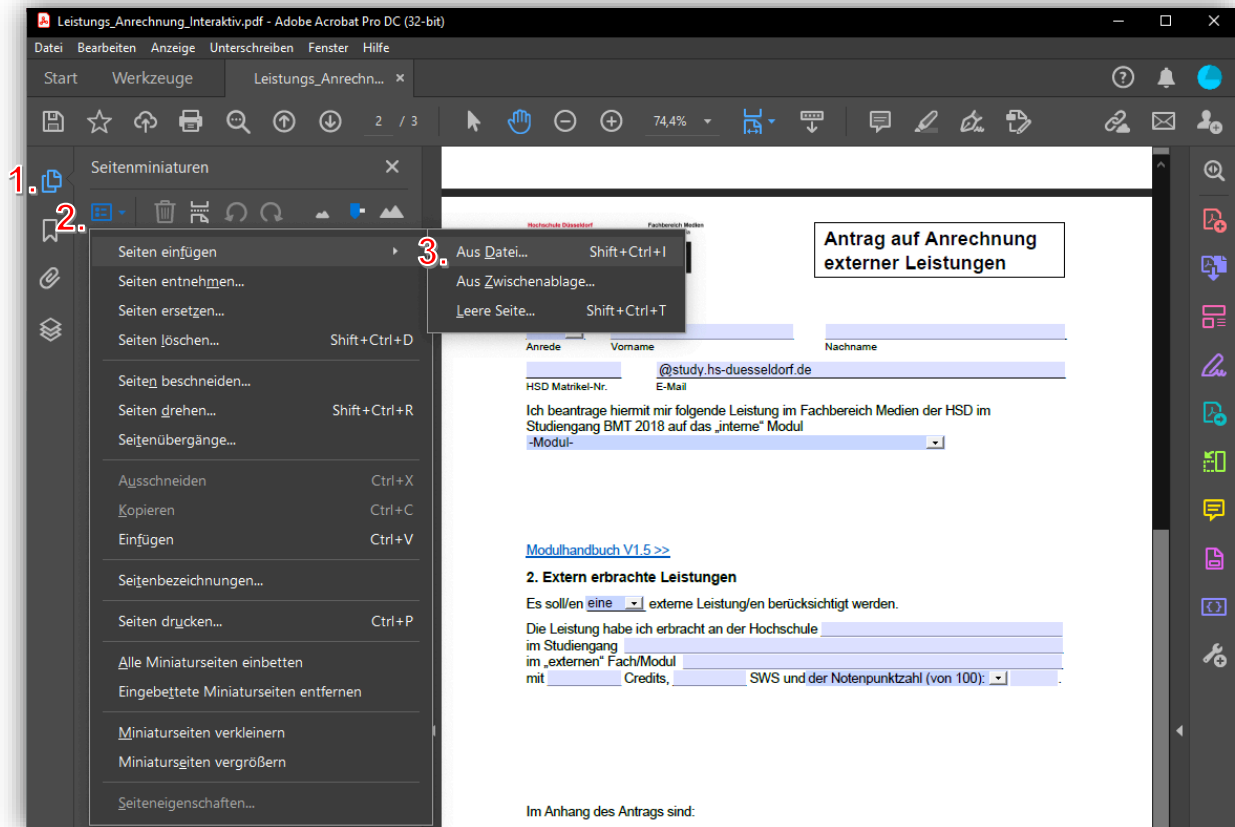 Leistungs_Anrechnung_Interaktiv.pdf - Adobe Acrobat Pro DC (32-bit)
Datei Bearbeiten Anzeige Unterschreiben Fenster Hilfe
Start Werkzeuge Leistungs_Anrechn... ×
2 / 3 74,4%
1.
Seitenminiaturen
2.
Seiten einfügen
Seiten entnehmen...
Seiten ersetzen...
Seiten löschen... Shift+Ctrl+D
Seiten beschneiden...
Seiten drehen... Shift+Ctrl+R
Seitenübergänge...
Ausschneiden Ctrl+X
Kopieren Ctrl+C
Einfügen Ctrl+V
Seitenbezeichnungen...
Seiten drucken... Ctrl+P
Alle Miniaturseiten einbetten
Eingebettete Miniaturseiten entfernen
Miniaturseiten verkleinern
Miniaturseiten vergrößern
Seiteneigenschaften...
3.
Aus Datei... Shift+Ctrl+I
Aus Zwischenablage...
Leere Seite... Shift+Ctrl+T
Hochschule Düsseldorf Fachbereich Medien
Antrag auf Anrechnung
externer Leistungen
Anrede Vorname Nachname
@study.hs-duesseldorf.de
HSD Matrikel-Nr. E-Mail
Ich beantrage hiermit mir folgende Leistung im Fachbereich Medien der HSD im
Studiengang BMT 2018 auf das „interne“ Modul
-Modul-
Modulhandbuch V1.5 >>
2. Extern erbrachte Leistungen
Es soll/en eine externe Leistung/en berücksichtigt werden.
Die Leistung habe ich erbracht an der Hochschule
im Studiengang
im „externen“ Fach/Modul
mit Credits, SWS und der Notenpunktzahl (von 100): .
Im Anhang des Antrags sind: